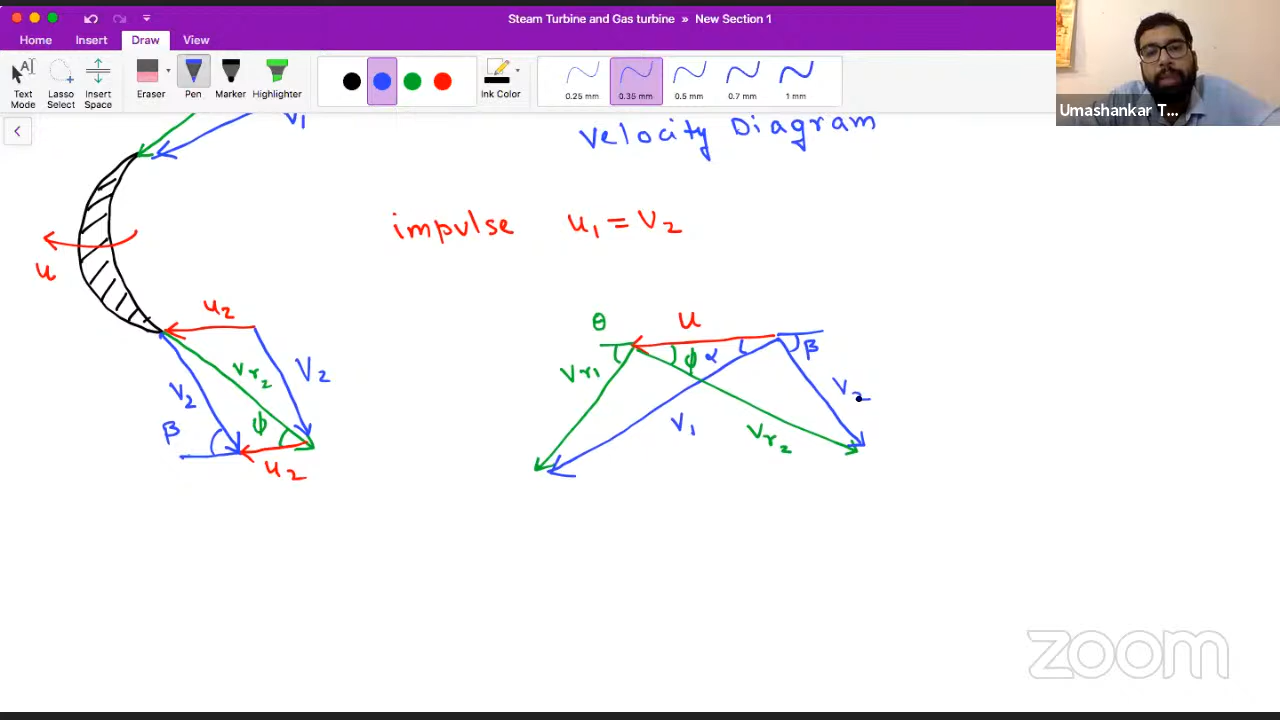 Steam Turbine and Gas turbine » New Section 1
Home Insert Draw View
Text Mode
Lasso Select
Insert Space
Eraser
Pen
Marker
Highlighter
Ink Color
0.25 mm
0.35 mm
0.5 mm
0.7 mm
1 mm
Umashankar T...
V1
Velocity Diagram
impulse u1 = V2
u
u2
V2
Vr2
V2
β
φ
u2
θ
u
Vr1
φ
α
β
V2
V1
Vr2
zoom